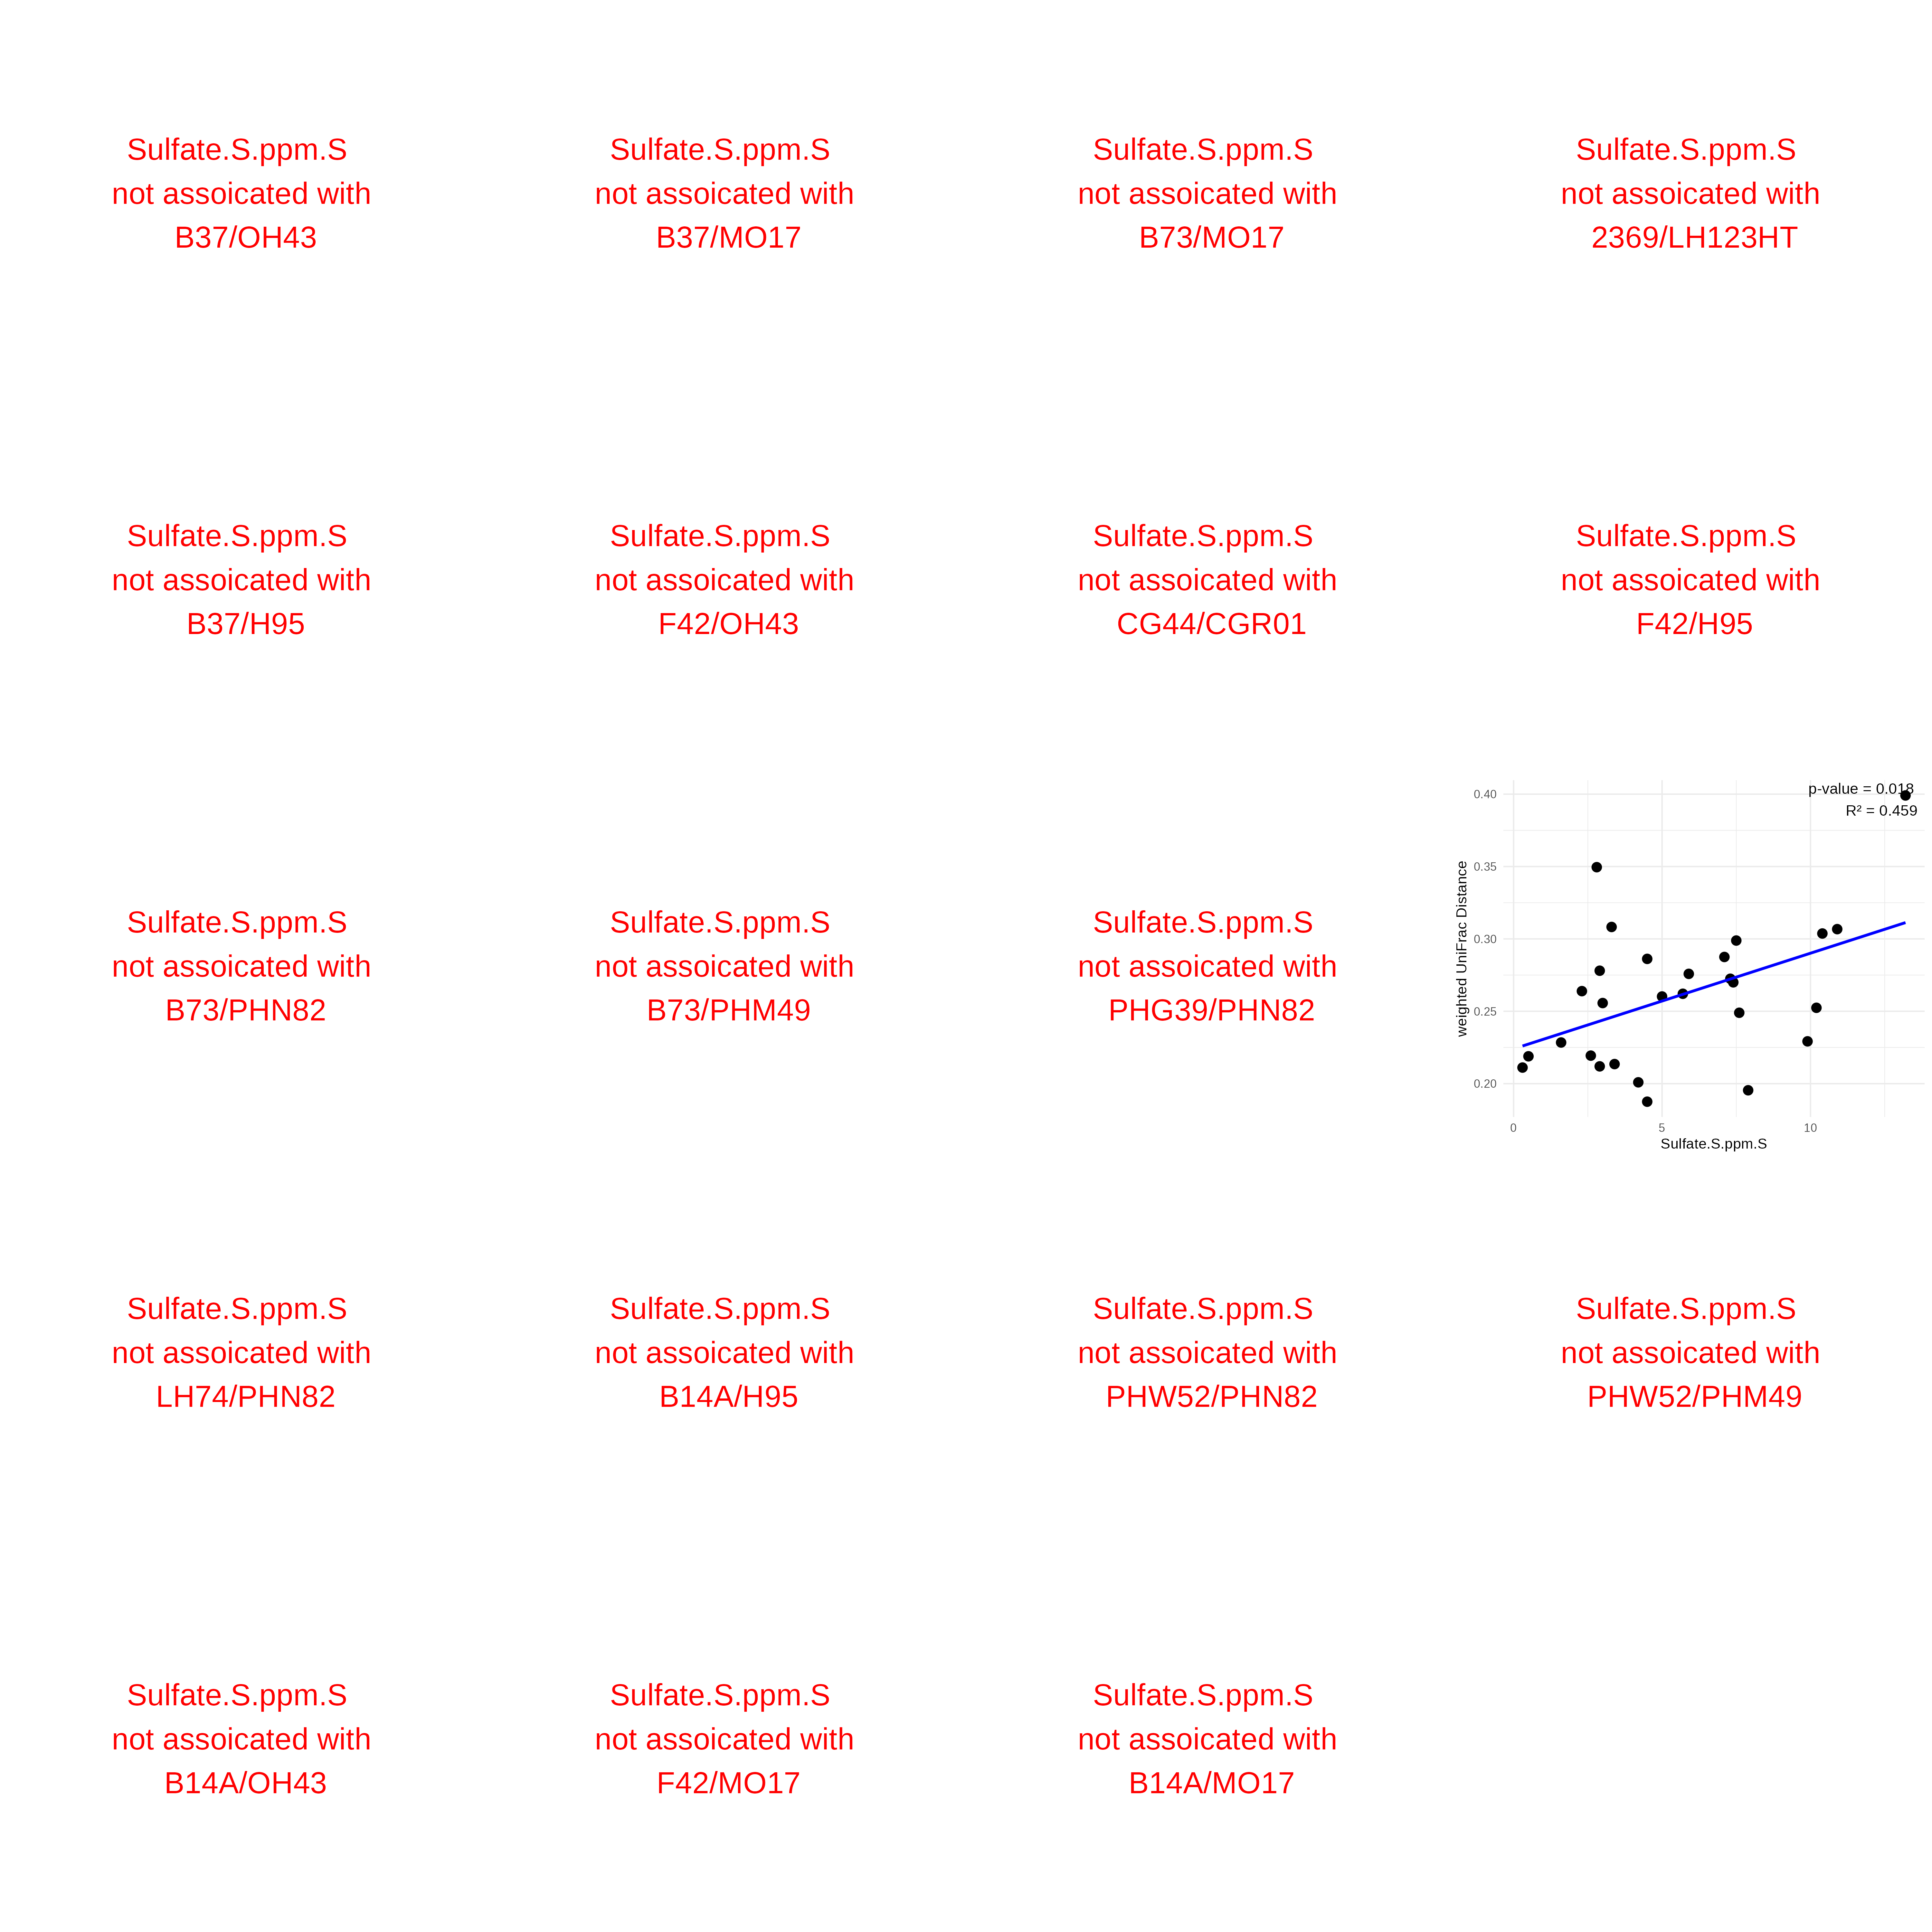 Sulfate.S.ppm.S
not assoicated with
B37/OH43
Sulfate.S.ppm.S
not assoicated with
B37/MO17
Sulfate.S.ppm.S
not assoicated with
B73/MO17
Sulfate.S.ppm.S
not assoicated with
2369/LH123HT
Sulfate.S.ppm.S
not assoicated with
B37/H95
Sulfate.S.ppm.S
not assoicated with
F42/OH43
Sulfate.S.ppm.S
not assoicated with
CG44/CGR01
Sulfate.S.ppm.S
not assoicated with
F42/H95
Sulfate.S.ppm.S
not assoicated with
B73/PHN82
Sulfate.S.ppm.S
not assoicated with
B73/PHM49
Sulfate.S.ppm.S
not assoicated with
PHG39/PHN82
p-value = 0.018
R² = 0.459
weighted UniFrac Distance
0.40
0.35
0.30
0.25
0.20
0
5
10
Sulfate.S.ppm.S
Sulfate.S.ppm.S
not assoicated with
LH74/PHN82
Sulfate.S.ppm.S
not assoicated with
B14A/H95
Sulfate.S.ppm.S
not assoicated with
PHW52/PHN82
Sulfate.S.ppm.S
not assoicated with
PHW52/PHM49
Sulfate.S.ppm.S
not assoicated with
B14A/OH43
Sulfate.S.ppm.S
not assoicated with
F42/MO17
Sulfate.S.ppm.S
not assoicated with
B14A/MO17